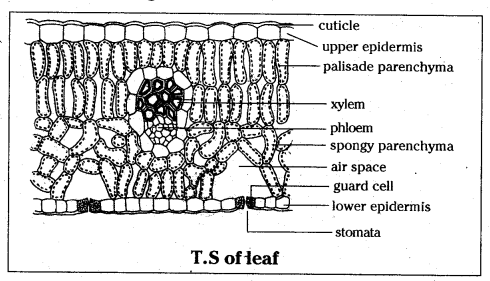 cuticle
upper epidermis
palisade parenchyma
xylem
phloem
spongy parenchyma
air space
guard cell
lower epidermis
stomata
T.S of leaf